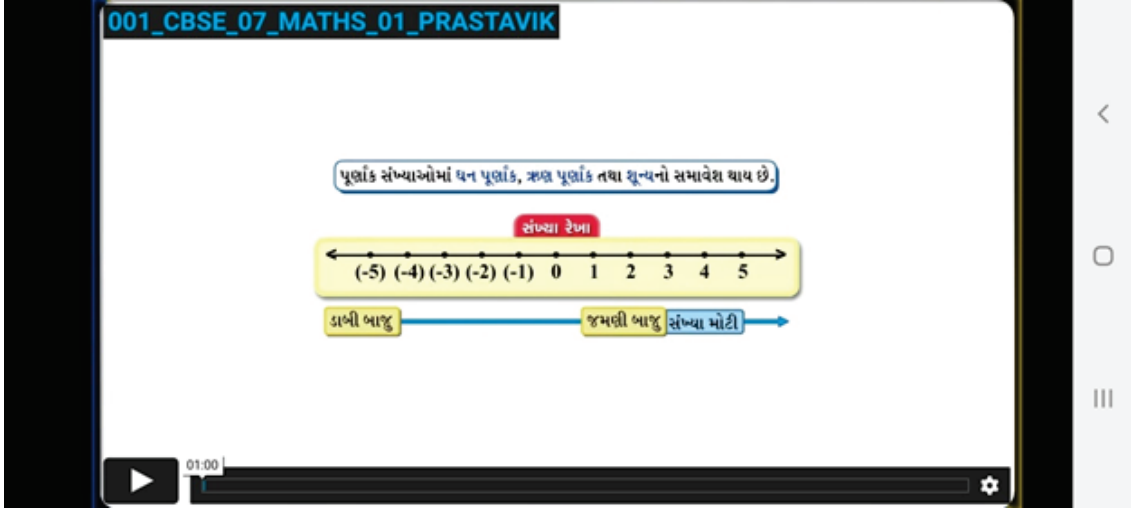 001_CBSE_07_MATHS_01_PRASTAVIK
પૂર્ણાંક સંખ્યાઓમાં ધન પૂર્ણાંક, ઋણ પૂર્ણાંક તથા શૂન્યનો સમાવેશ થાય છે.
સંખ્યા રેખા
(-5) (-4) (-3) (-2) (-1) 0 1 2 3 4 5
ડાબી બાજુ જમણી બાજુ સંખ્યા મોટી
01:00